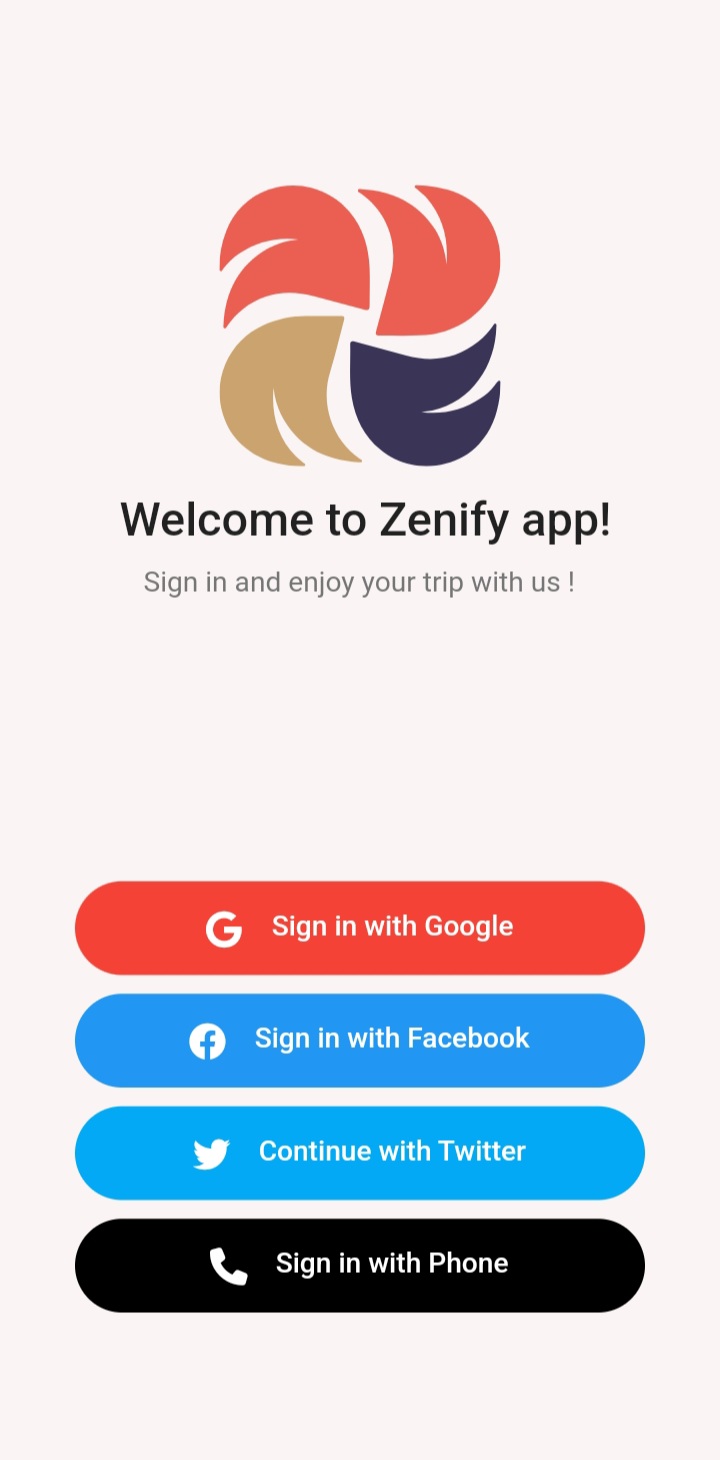 Welcome to Zenify app!
Sign in and enjoy your trip with us !
Sign in with Google
Sign in with Facebook
Continue with Twitter
Sign in with Phone